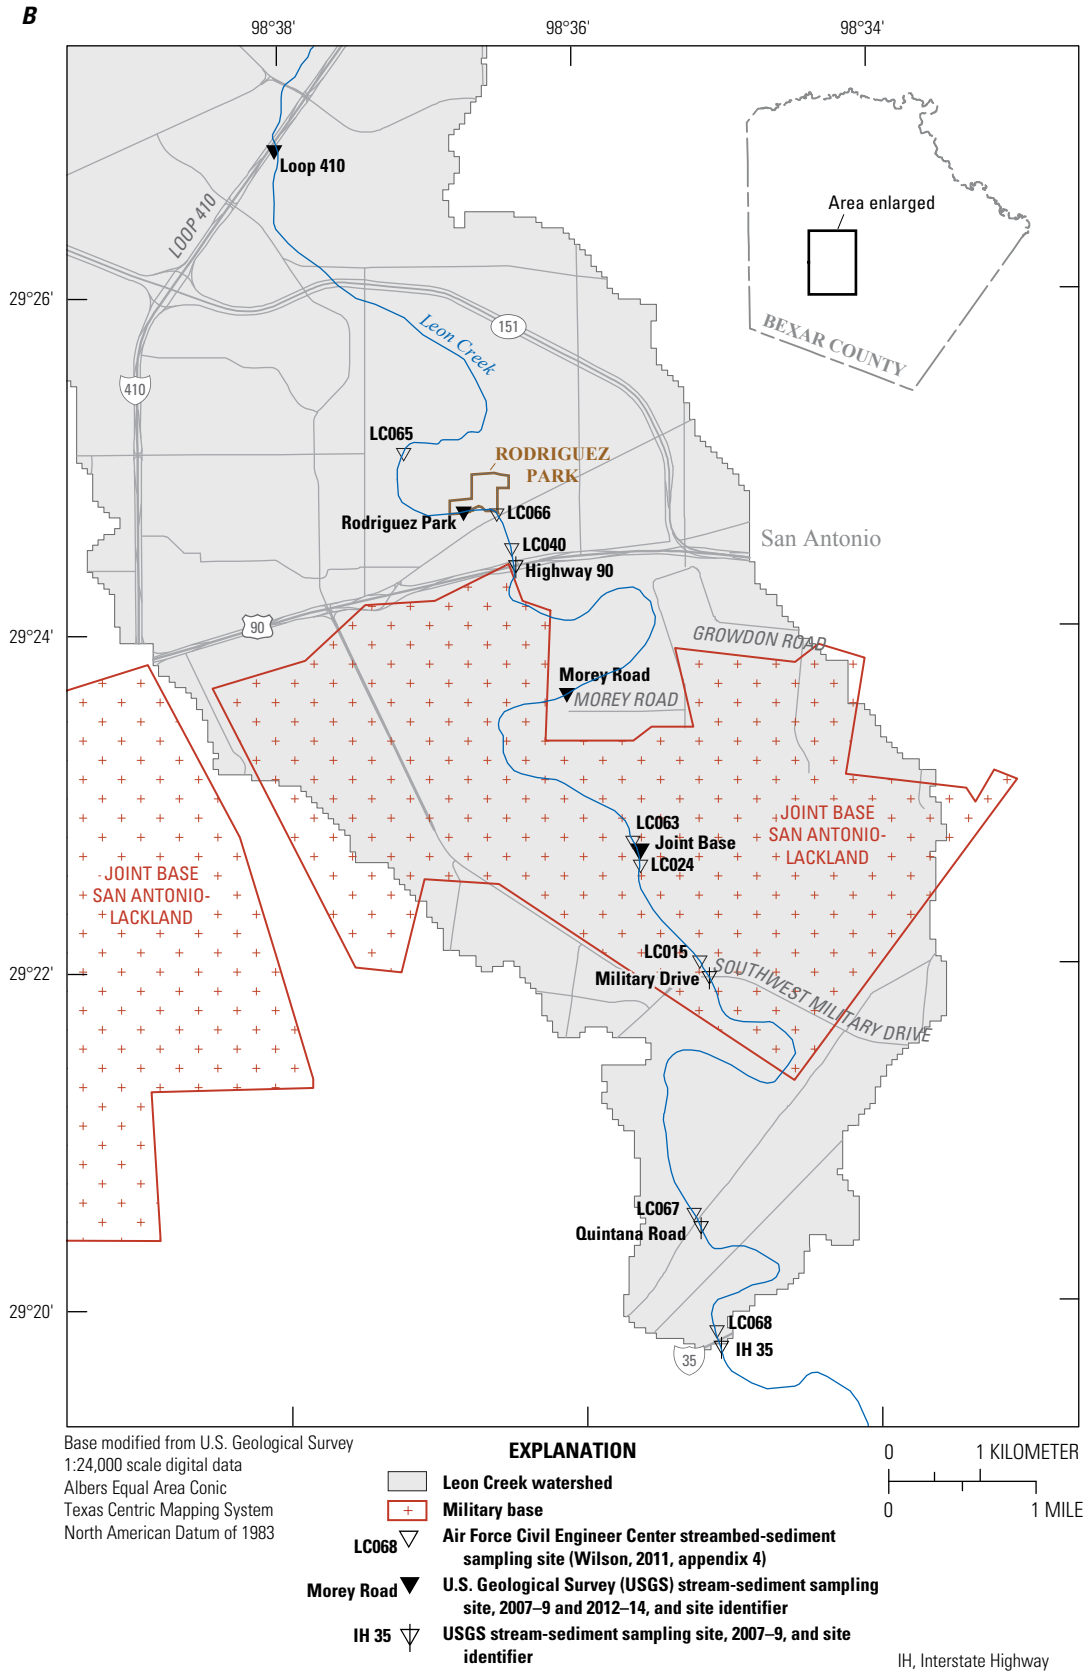 B
98°38'
98°36'
98°34'
Loop 410
LOOP 410
Area enlarged
BEXAR COUNTY
29°26'
Leon Creek
151
410
LC065
RODRIGUEZ
PARK
Rodriguez Park
LC066
LC040
Highway 90
San Antonio
29°24'
90
GROWDON ROAD
Morey Road
MOREY ROAD
LC063
Joint Base
LC024
JOINT BASE
SAN ANTONIO-
LACKLAND
JOINT BASE
SAN ANTONIO-
LACKLAND
LC015
Military Drive
SOUTHWEST MILITARY DRIVE
29°22'
LC067
Quintana Road
29°20'
LC068
IH 35
35
Base modified from U.S. Geological Survey
1:24,000 scale digital data
Albers Equal Area Conic
Texas Centric Mapping System
North American Datum of 1983
EXPLANATION
Leon Creek watershed
Military base
LC068
Air Force Civil Engineer Center streambed-sediment
sampling site (Wilson, 2011, appendix 4)
Morey Road
U.S. Geological Survey (USGS) stream-sediment sampling
site, 2007–9 and 2012–14, and site identifier
IH 35
USGS stream-sediment sampling site, 2007–9, and site
identifier
0 1 KILOMETER
0 1 MILE
IH, Interstate Highway